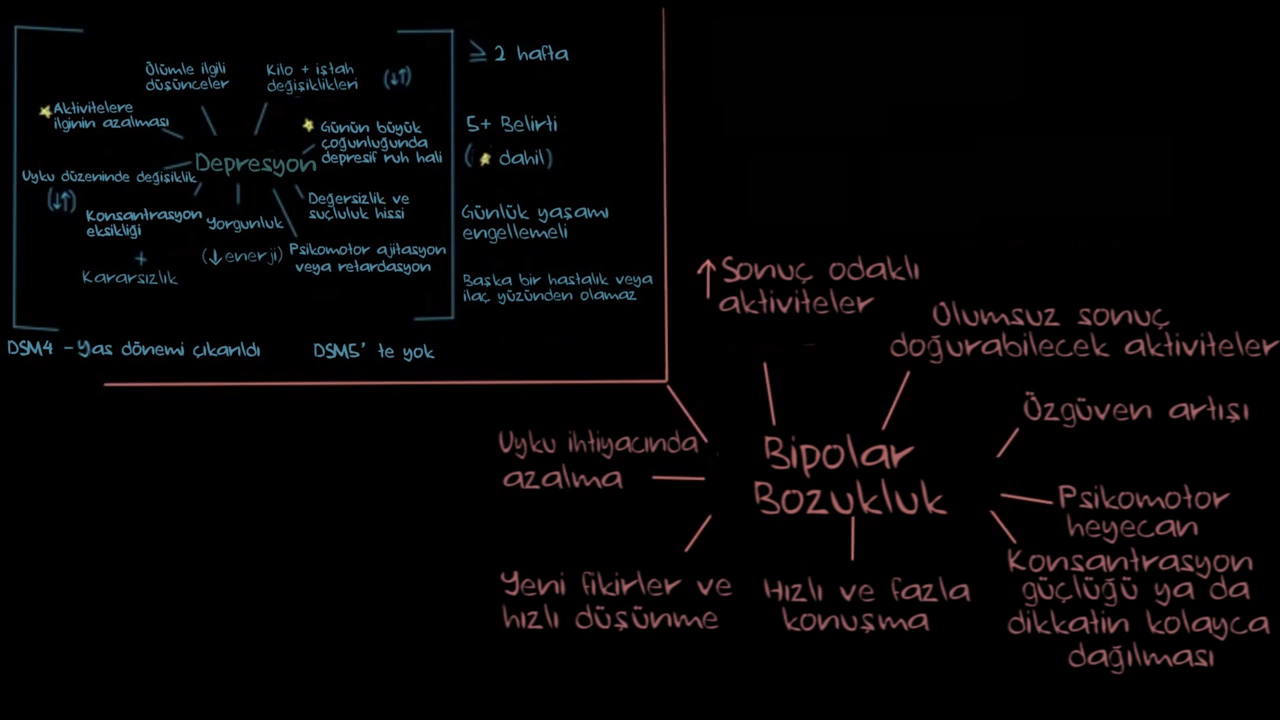 Ölümle ilgili
düşünceler
Kilo + iştah
değişiklikleri
(↓↑)
Aktivitelere
ilginin azalması
Günün büyük
çoğunluğunda
depresif ruh hali
Depresyon
Uyku düzeninde değişiklik
(↓↑)
Konsantrasyon
eksikliği
+
Kararsızlık
Yorgunluk
(↓enerji)
Değersizlik ve
suçluluk hissi
Psikomotor ajitasyon
veya retardasyon
≥ 2 hafta
5+ Belirti
(⭐ dahil)
Günlük yaşamı
engellemeli
Başka bir hastalık veya
ilaç yüzünden olamaz
DSM4 - Yas dönemi çıkarıldı
DSM5' te yok
↑Sonuç odaklı
aktiviteler
Olumsuz sonuç
doğurabilecek aktiviteler
Özgüven artışı
Uyku ihtiyacında
azalma
Bipolar
Bozukluk
Psikomotor
heyecan
Yeni fikirler ve
hızlı düşünme
Hızlı ve fazla
konuşma
Konsantrasyon
güçlüğü ya da
dikkatin kolayca
dağılması